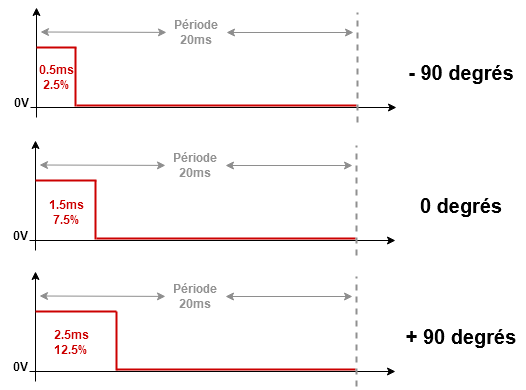 Période
20ms
0.5ms
2.5%
- 90 degrés
0V
Période
20ms
1.5ms
7.5%
0 degrés
0V
Période
20ms
2.5ms
12.5%
+ 90 degrés
0V